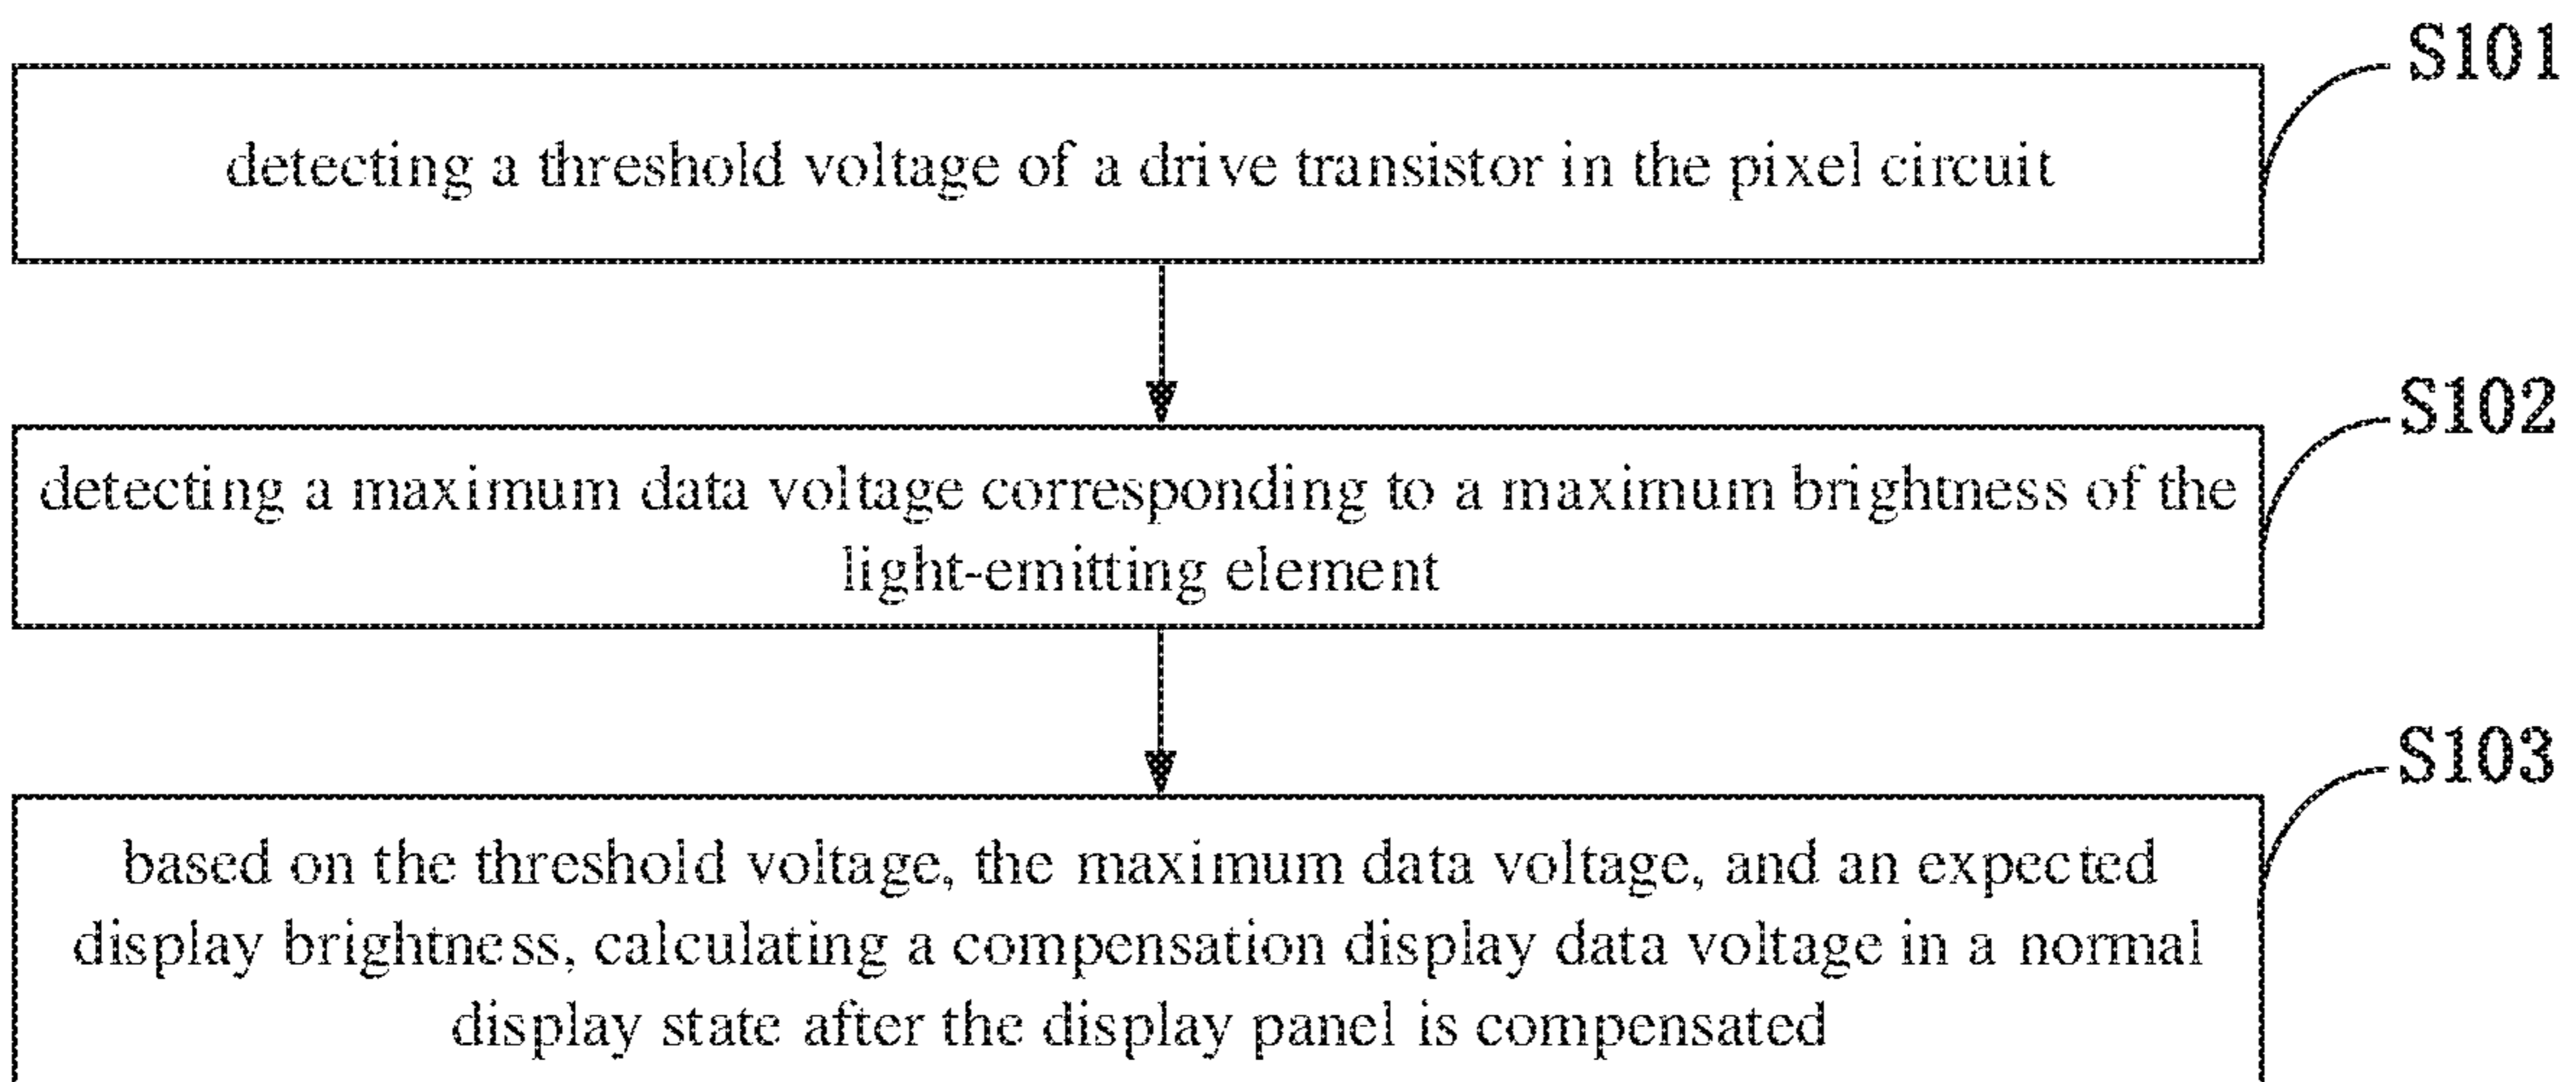 S101
detecting a threshold voltage of a drive transistor in the pixel circuit
S102
detecting a maximum data voltage corresponding to a maximum brightness of the
light-emitting element
S103
based on the threshold voltage, the maximum data voltage, and an expected
display brightness, calculating a compensation display data voltage in a normal
display state after the display panel is compensated